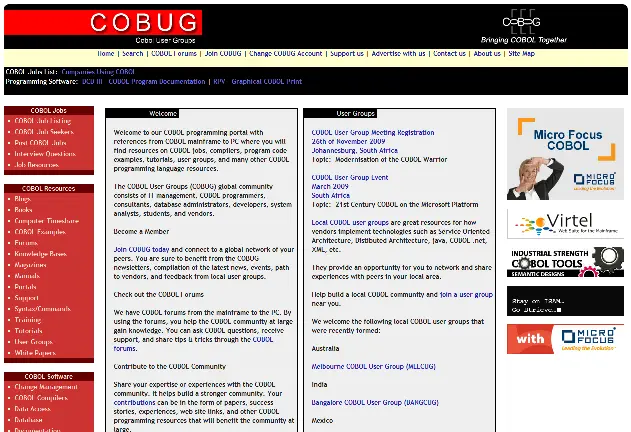 COBUG
Cobol User Groups
COBUG
Bringing COBOL Together
Home | Search | COBOL Forums | Join COBUG | Change COBUG Account | Support us | Advertise with us | Contact us | About us | Site Map
COBOL Jobs List: Companies Using COBOL
Programming Software: DCD III - COBOL Program Documentation | RPV - Graphical COBOL Print
COBOL Jobs
COBOL Job Listing
COBOL Job Seekers
Post COBOL Jobs
Interview Questions
Job Resources
COBOL Resources
Blogs
Books
Computer Timeshare
COBOL Examples
Forums
Knowledge Bases
Magazines
Manuals
Portals
Support
Syntax/Commands
Training
Tutorials
User Groups
White Papers
COBOL Software
Change Management
COBOL Compilers
Data Access
Database
Documentation
Welcome
Welcome to our COBOL programming portal with
references from COBOL mainframe to PC where you will
find resources on COBOL jobs, compilers, program code
examples, tutorials, user groups, and many other COBOL
programming language resources.
The COBOL User Groups (COBUG) global community
consists of IT management, COBOL programmers,
consultants, database administrators, developers, system
analysts, students, and vendors.
Become a Member
Join COBUG today and connect to a global network of your
peers. You are sure to benefit from the COBUG
newsletters, compilation of the latest news, events, path
to vendors, and feedback from local user groups.
Check out the COBOL Forums
We have COBOL forums from the mainframe to the PC. By
using the forums, you help the COBOL community at large
gain knowledge. You can ask COBOL questions, receive
support, and share tips & tricks through the COBOL
forums.
Contribute to the COBOL Community
Share your expertise or experiences with the COBOL
community. It helps build a stronger community. Your
contributions can be in the form of papers, success
stories, experiences, web site links, and other COBOL
programming resources that will benefit the community at
large.
User Groups
COBOL User Group Meeting Registration
26th of November 2009
Johannesburg, South Africa
Topic: Modernisation of the COBOL Warrior
COBOL User Group Event
March 2009
South Africa
Topic: 21st Century COBOL on the Microsoft Platform
Local COBOL user groups are great resources for how
vendors implement technologies such as Service Oriented
Architecture, Distibuted Architecture, Java, COBOL .net,
XML, etc.
They provide an opportunity for you to network and share
experiences with peers in your local area.
Help build a local COBOL community and join a user group
near you.
We welcome the following local COBOL user groups that
were recently formed:
Australia
Melbourne COBOL User Group (MELCUG)
India
Bangalore COBOL User Group (BANGCUG)
Mexico
Micro Focus
COBOL
MICRO
FOCUS
Leading the Evolution
Virtel
Web Suite for the Mainframe
INDUSTRIAL STRENGTH
COBOL TOOLS
SEMANTIC DESIGNS
Stay on ISAM…
Go Btrieve…
with
MICRO
FOCUS
Leading the Evolution